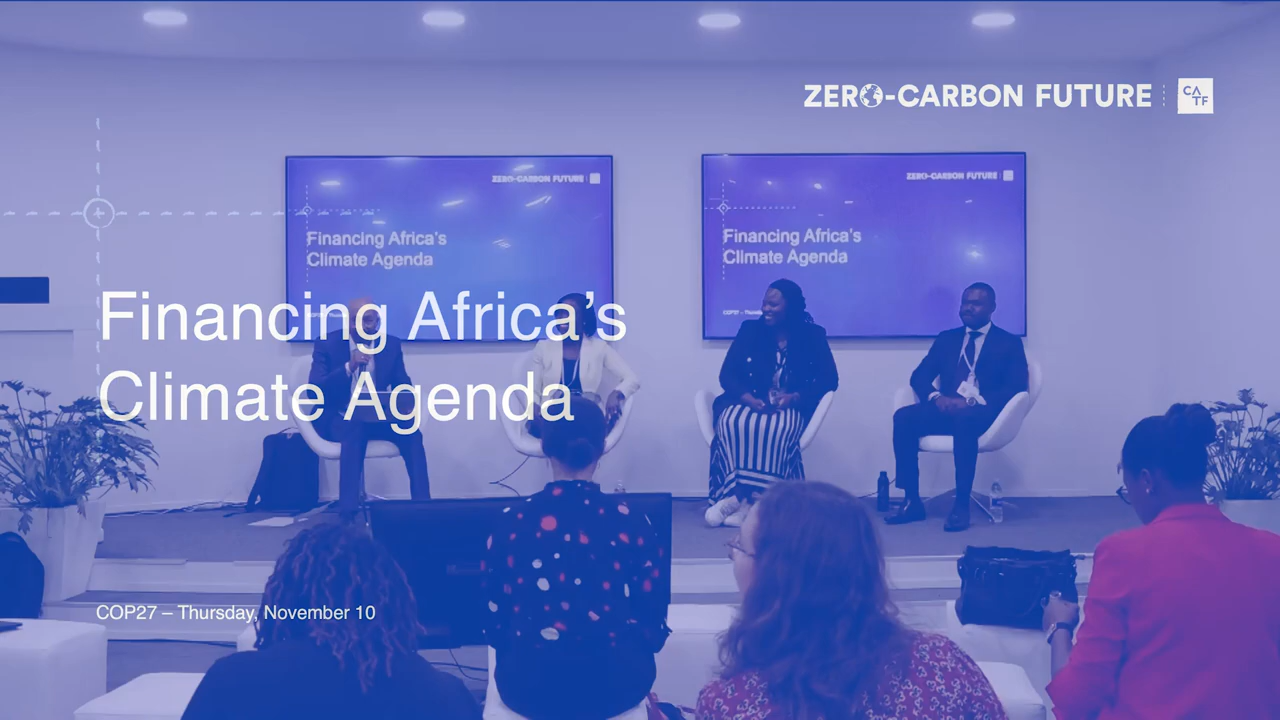 ZERO-CARBON FUTURE
CATF
ZERO-CARBON FUTURE
ZERO-CARBON FUTURE
Financing Africa's
Climate Agenda
Financing Africa's
Climate Agenda
Financing Africa’s
Climate Agenda
COP27 – Thursday, November 10